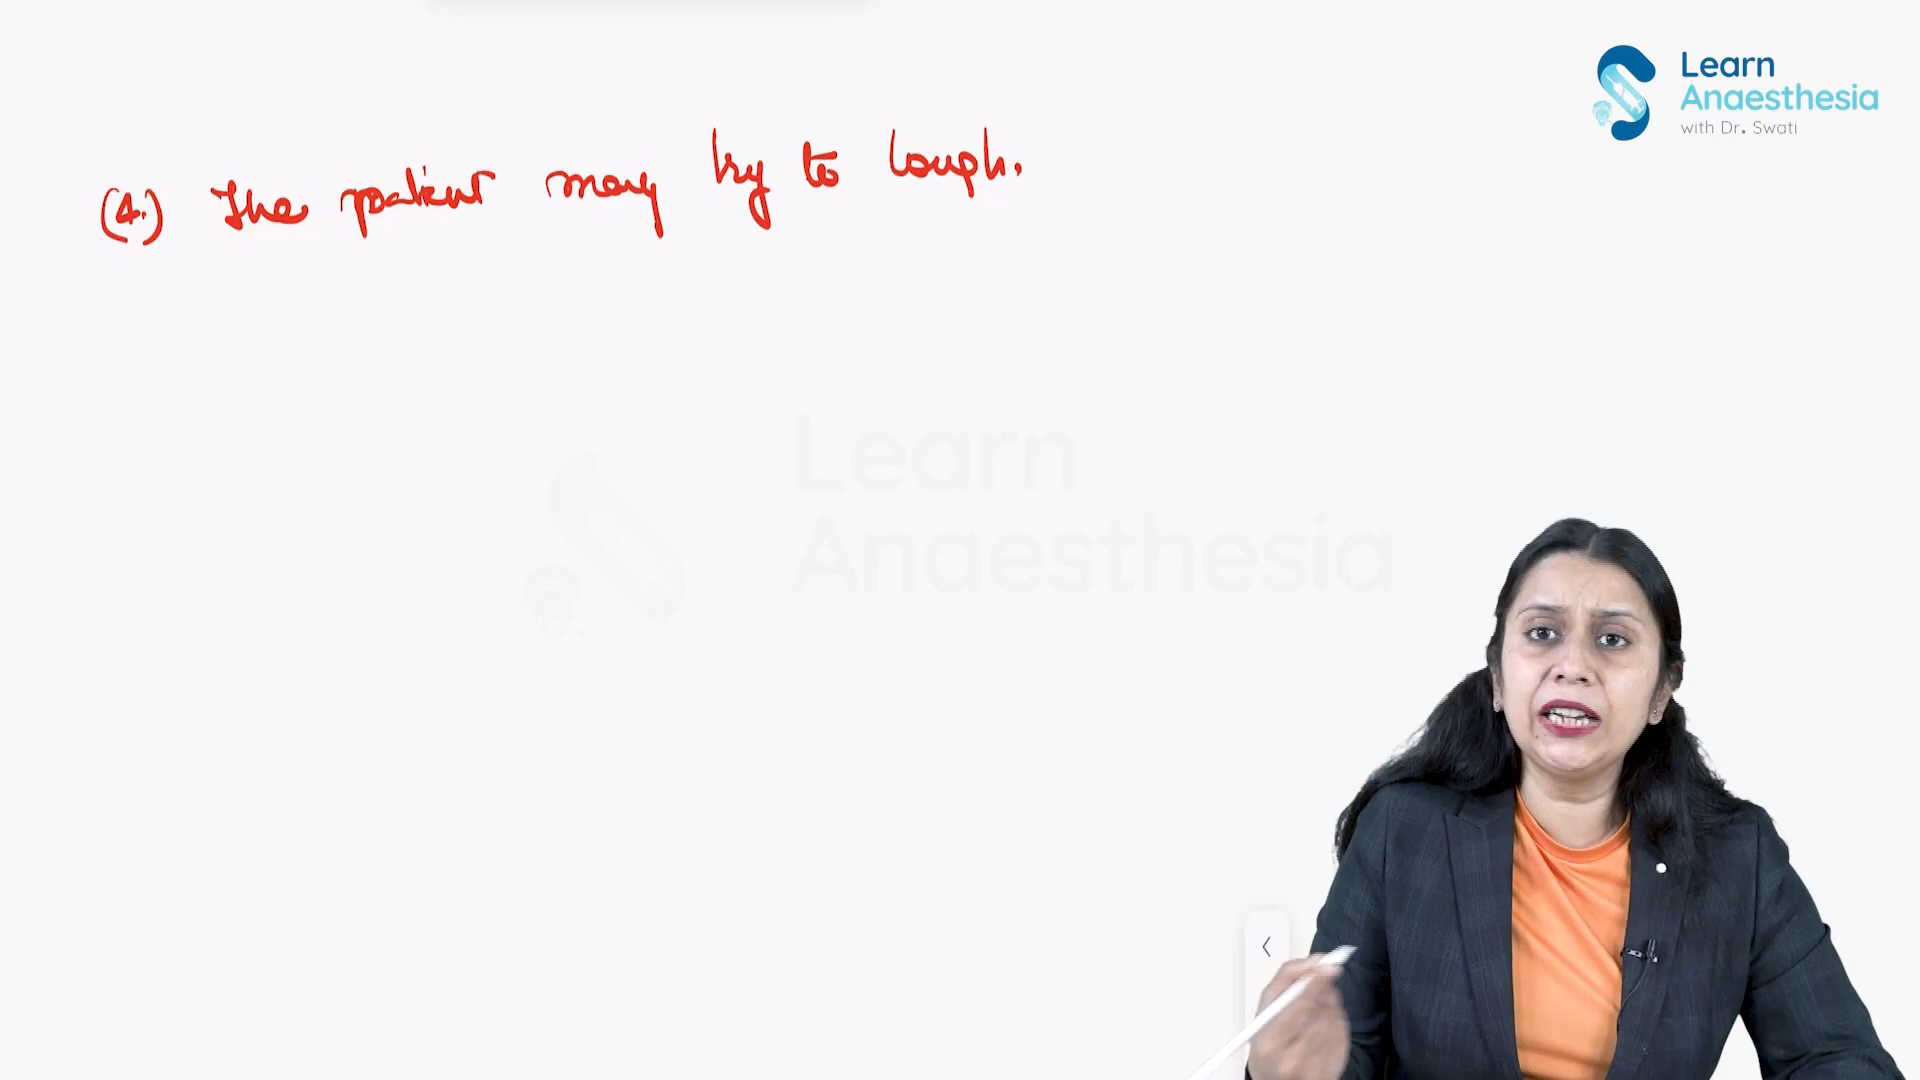 Learn
Anaesthesia
with Dr. Swati
(4.) The patient may try to cough.
Learn
Anaesthesia